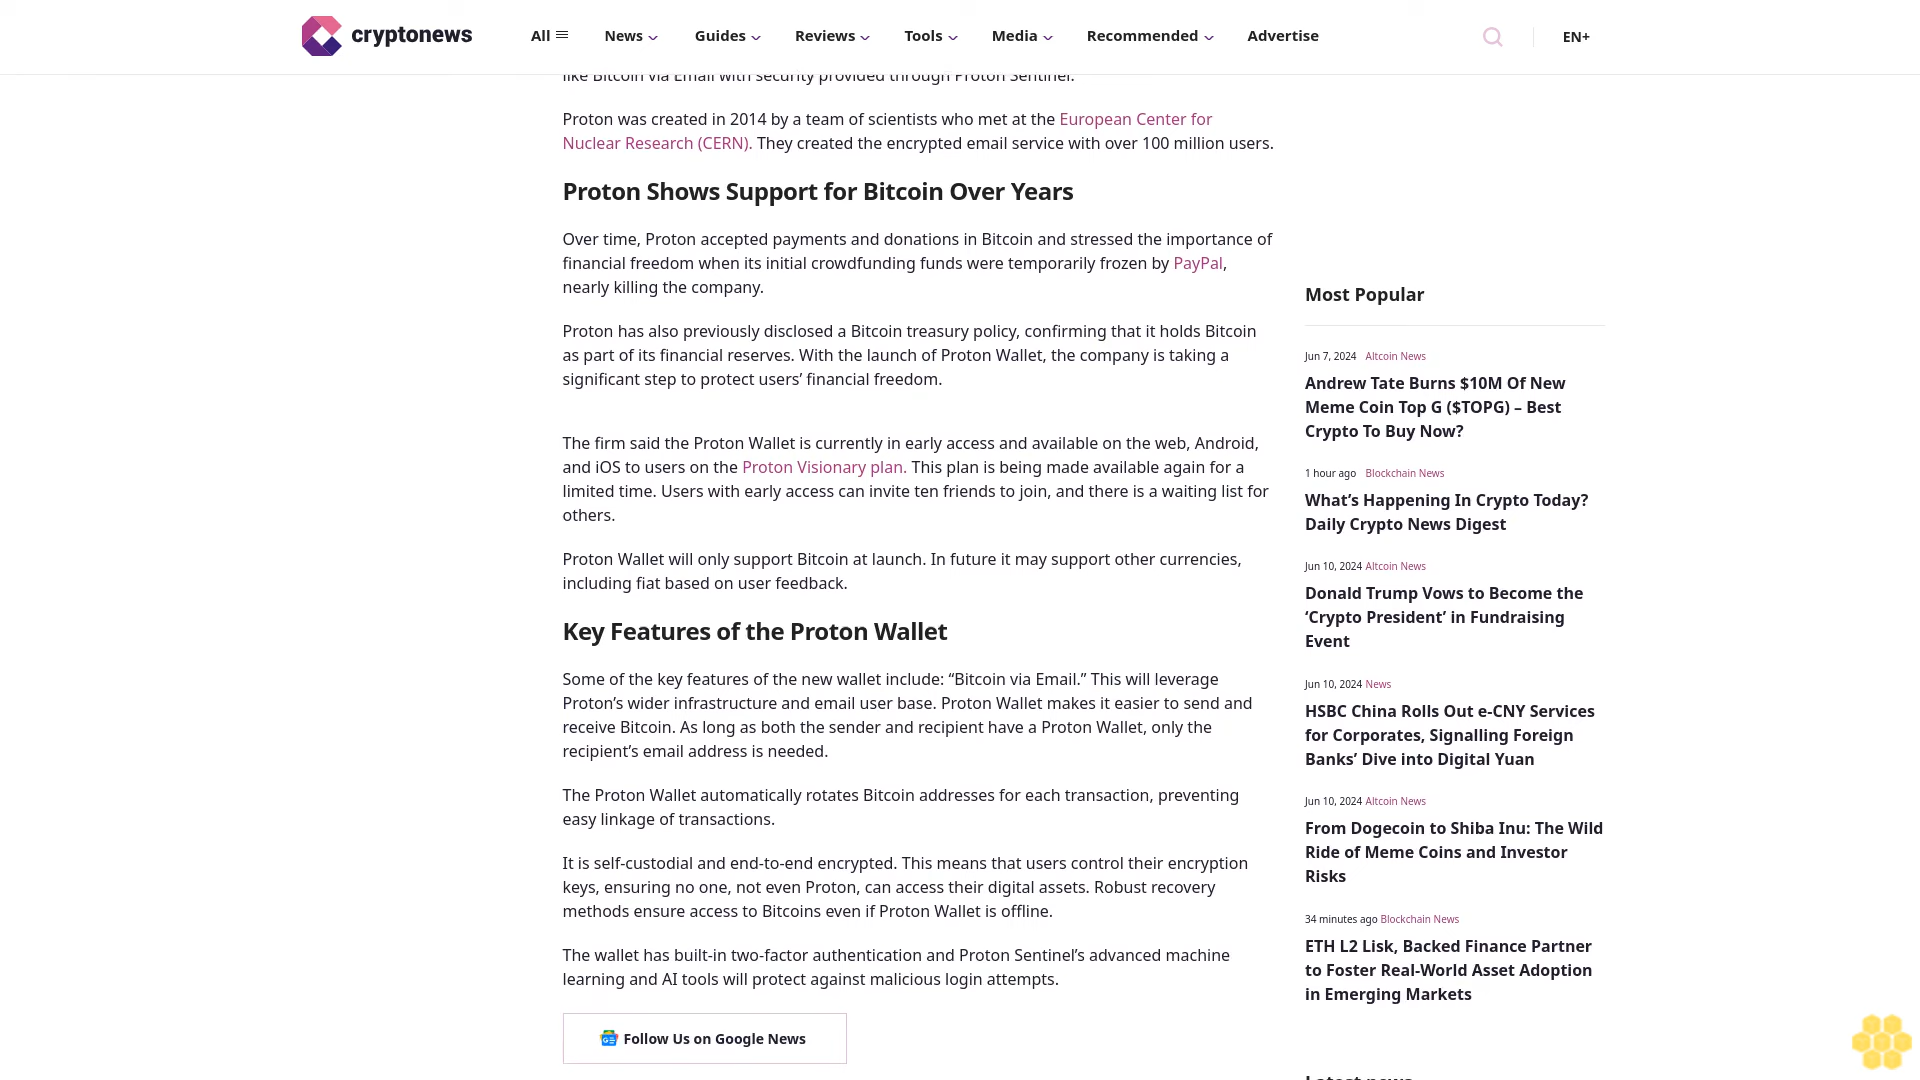 cryptonews
All
News
Guides
Reviews
Tools
Media
Recommended
Advertise
EN+
like Bitcoin via Email with security provided through Proton Sentinel.
Proton was created in 2014 by a team of scientists who met at the European Center for
Nuclear Research (CERN). They created the encrypted email service with over 100 million users.
Proton Shows Support for Bitcoin Over Years
Over time, Proton accepted payments and donations in Bitcoin and stressed the importance of
financial freedom when its initial crowdfunding funds were temporarily frozen by PayPal,
nearly killing the company.
Proton has also previously disclosed a Bitcoin treasury policy, confirming that it holds Bitcoin
as part of its financial reserves. With the launch of Proton Wallet, the company is taking a
significant step to protect users’ financial freedom.
The firm said the Proton Wallet is currently in early access and available on the web, Android,
and iOS to users on the Proton Visionary plan. This plan is being made available again for a
limited time. Users with early access can invite ten friends to join, and there is a waiting list for
others.
Proton Wallet will only support Bitcoin at launch. In future it may support other currencies,
including fiat based on user feedback.
Key Features of the Proton Wallet
Some of the key features of the new wallet include: “Bitcoin via Email.” This will leverage
Proton’s wider infrastructure and email user base. Proton Wallet makes it easier to send and
receive Bitcoin. As long as both the sender and recipient have a Proton Wallet, only the
recipient’s email address is needed.
The Proton Wallet automatically rotates Bitcoin addresses for each transaction, preventing
easy linkage of transactions.
It is self-custodial and end-to-end encrypted. This means that users control their encryption
keys, ensuring no one, not even Proton, can access their digital assets. Robust recovery
methods ensure access to Bitcoins even if Proton Wallet is offline.
The wallet has built-in two-factor authentication and Proton Sentinel’s advanced machine
learning and AI tools will protect against malicious login attempts.
Follow Us on Google News
Most Popular
Jun 7, 2024 Altcoin News
Andrew Tate Burns $10M Of New
Meme Coin Top G ($TOPG) – Best
Crypto To Buy Now?
1 hour ago Blockchain News
What’s Happening In Crypto Today?
Daily Crypto News Digest
Jun 10, 2024 Altcoin News
Donald Trump Vows to Become the
‘Crypto President’ in Fundraising
Event
Jun 10, 2024 News
HSBC China Rolls Out e-CNY Services
for Corporates, Signalling Foreign
Banks’ Dive into Digital Yuan
Jun 10, 2024 Altcoin News
From Dogecoin to Shiba Inu: The Wild
Ride of Meme Coins and Investor
Risks
34 minutes ago Blockchain News
ETH L2 Lisk, Backed Finance Partner
to Foster Real-World Asset Adoption
in Emerging Markets
Latest news